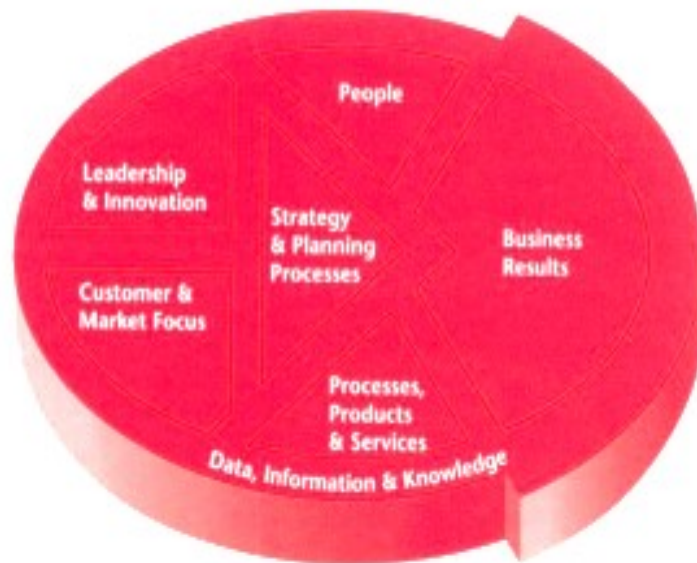 People
Leadership
& Innovation
Strategy
& Planning
Processes
Business
Results
Customer &
Market Focus
Processes,
Products
& Services
Data, Information & Knowledge